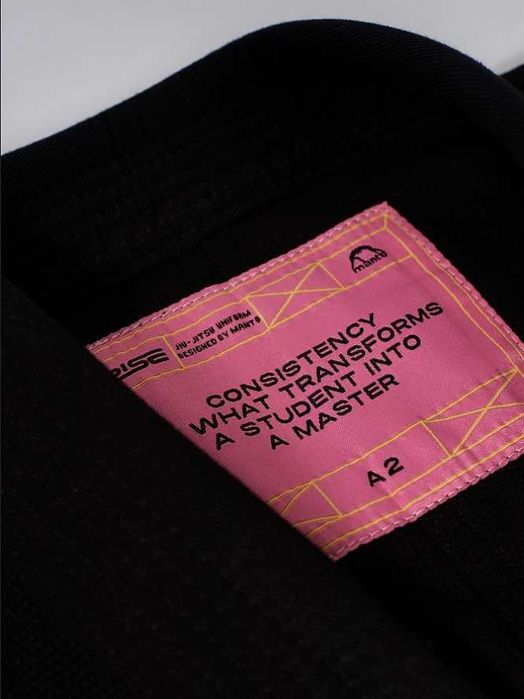 manto
RISE
JIU-JITSU UNIFORM
DESIGNED BY MANTO
CONSISTENCY
WHAT TRANSFORMS
A STUDENT INTO
A MASTER
A2